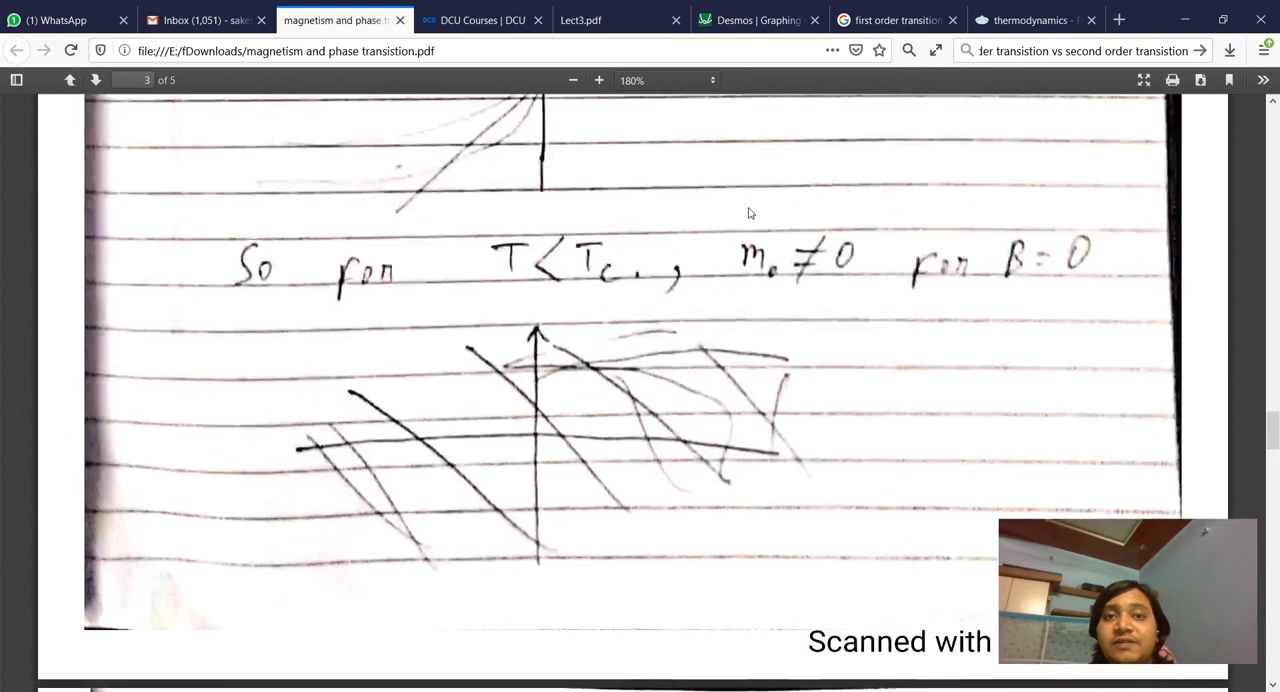 (1) WhatsApp
Inbox (1,051) - sake
magnetism and phase t
DCU Courses | DCU
Lect3.pdf
Desmos | Graphing
first order transition
thermodynamics -
file:///E:/fDownloads/magnetism and phase transistion.pdf
der transistion vs second order transistion
3 of 5
180%
So for T < Tc. , m. ≠ 0 for B = 0
Scanned with